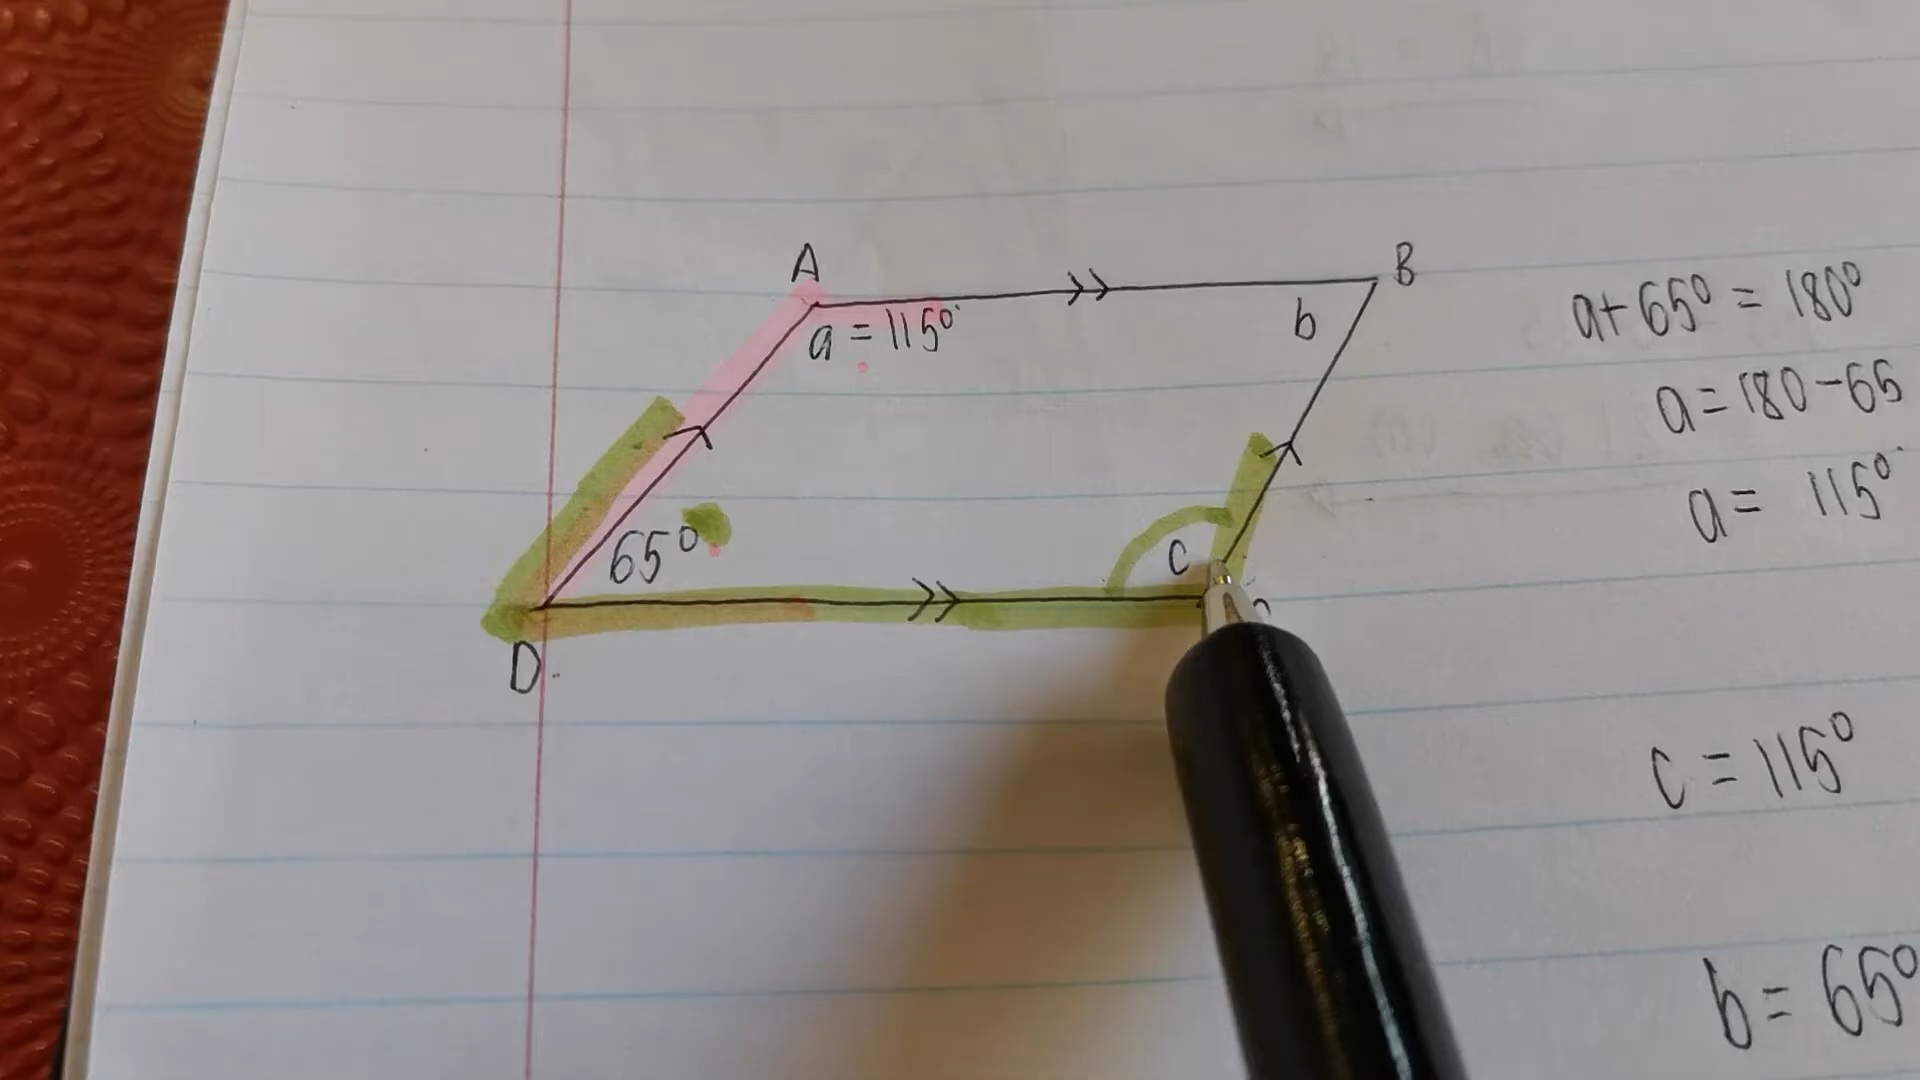 A
B
a = 115°
b
a + 65° = 180°
a = 180 - 65
a = 115°
65°
c
D
c = 115°
b = 65°